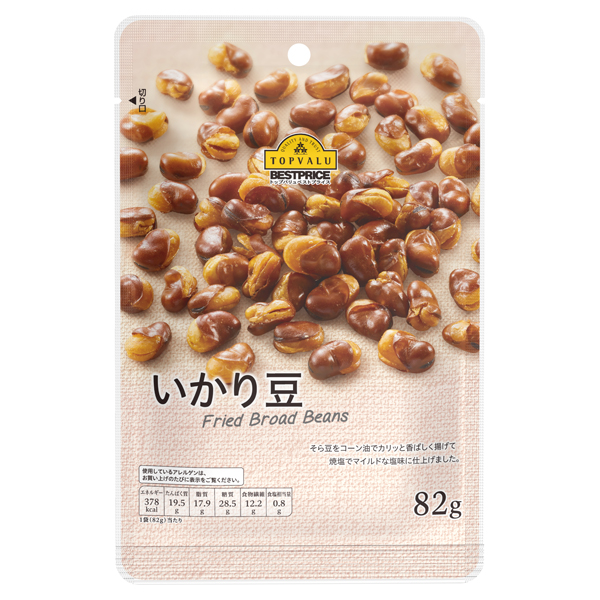 切り口
QUALITY AND TRUST
TOPVALU
BESTPRICE
トップバリュベストプライス
いかり豆
Fried Broad Beans
そら豆をコーン油でカリッと香ばしく揚げて
焼塩でマイルドな塩味に仕上げました。
使用しているアレルゲンは、
お買い上げのたびに表示をご覧ください。
エネルギー たんぱく質 脂質 糖質 食物繊維 食塩相当量
378 kcal 19.5 g 17.9 g 28.5 g 12.2 g 0.8 g
1袋(82g)当たり
82g